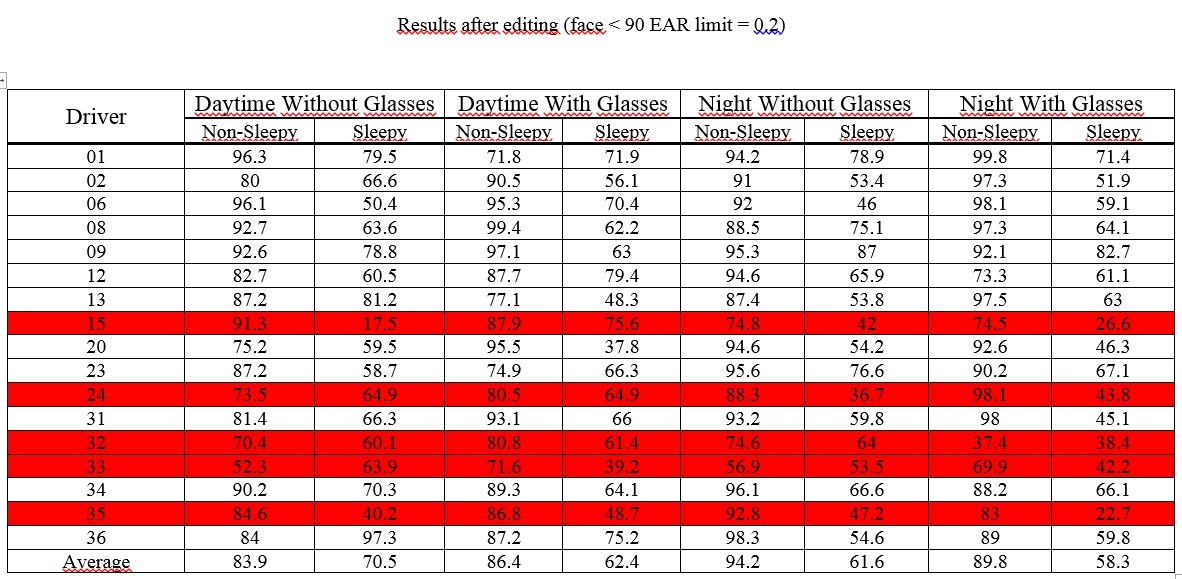 Results after editing (face < 90 EAR limit = 0,2)
Driver Daytime Without Glasses Daytime With Glasses Night Without Glasses Night With Glasses
Non-Sleepy Sleepy Non-Sleepy Sleepy Non-Sleepy Sleepy Non-Sleepy Sleepy
01 96.3 79.5 71.8 71.9 94.2 78.9 99.8 71.4
02 80 66.6 90.5 56.1 91 53.4 97.3 51.9
06 96.1 50.4 95.3 70.4 92 46 98.1 59.1
08 92.7 63.6 99.4 62.2 88.5 75.1 97.3 64.1
09 92.6 78.8 97.1 63 95.3 87 92.1 82.7
12 82.7 60.5 87.7 79.4 94.6 65.9 73.3 61.1
13 87.2 81.2 77.1 48.3 87.4 53.8 97.5 63
15 91.3 17.5 87.9 75.6 74.8 42 74.5 26.6
20 75.2 59.5 95.5 37.8 94.6 54.2 92.6 46.3
23 87.2 58.7 74.9 66.3 95.6 76.6 90.2 67.1
24 73.5 64.9 80.5 64.9 88.3 36.7 98.1 43.8
31 81.4 66.3 93.1 66 93.2 59.8 98 45.1
32 70.4 60.1 80.8 61.4 74.6 64 37.4 38.4
33 52.3 63.9 71.6 39.2 56.9 53.5 69.9 42.2
34 90.2 70.3 89.3 64.1 96.1 66.6 88.2 66.1
35 84.6 40.2 86.8 48.7 92.8 47.2 83 22.7
36 84 97.3 87.2 75.2 98.3 54.6 89 59.8
Average 83.9 70.5 86.4 62.4 94.2 61.6 89.8 58.3